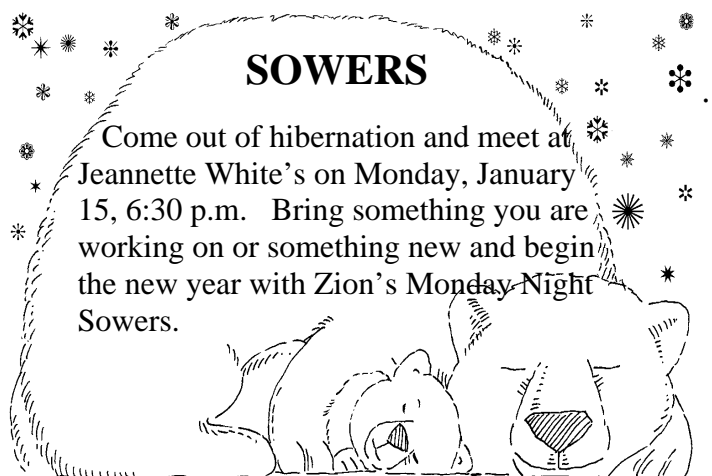 SOWERS
Come out of hibernation and meet at
Jeannette White’s on Monday, January
15, 6:30 p.m.   Bring something you are
working on or something new and begin
the new year with Zion’s Monday Night
Sowers.